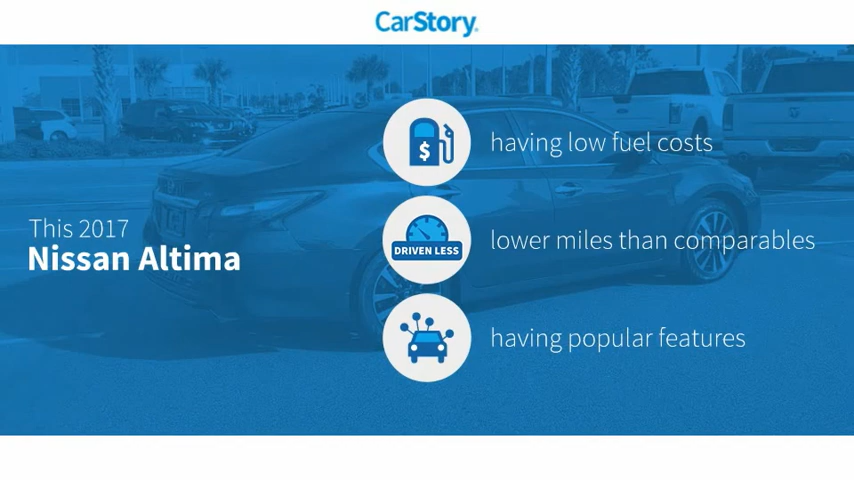 CarStory
This 2017
Nissan Altima
$
having low fuel costs
DRIVEN LESS
lower miles than comparables
having popular features